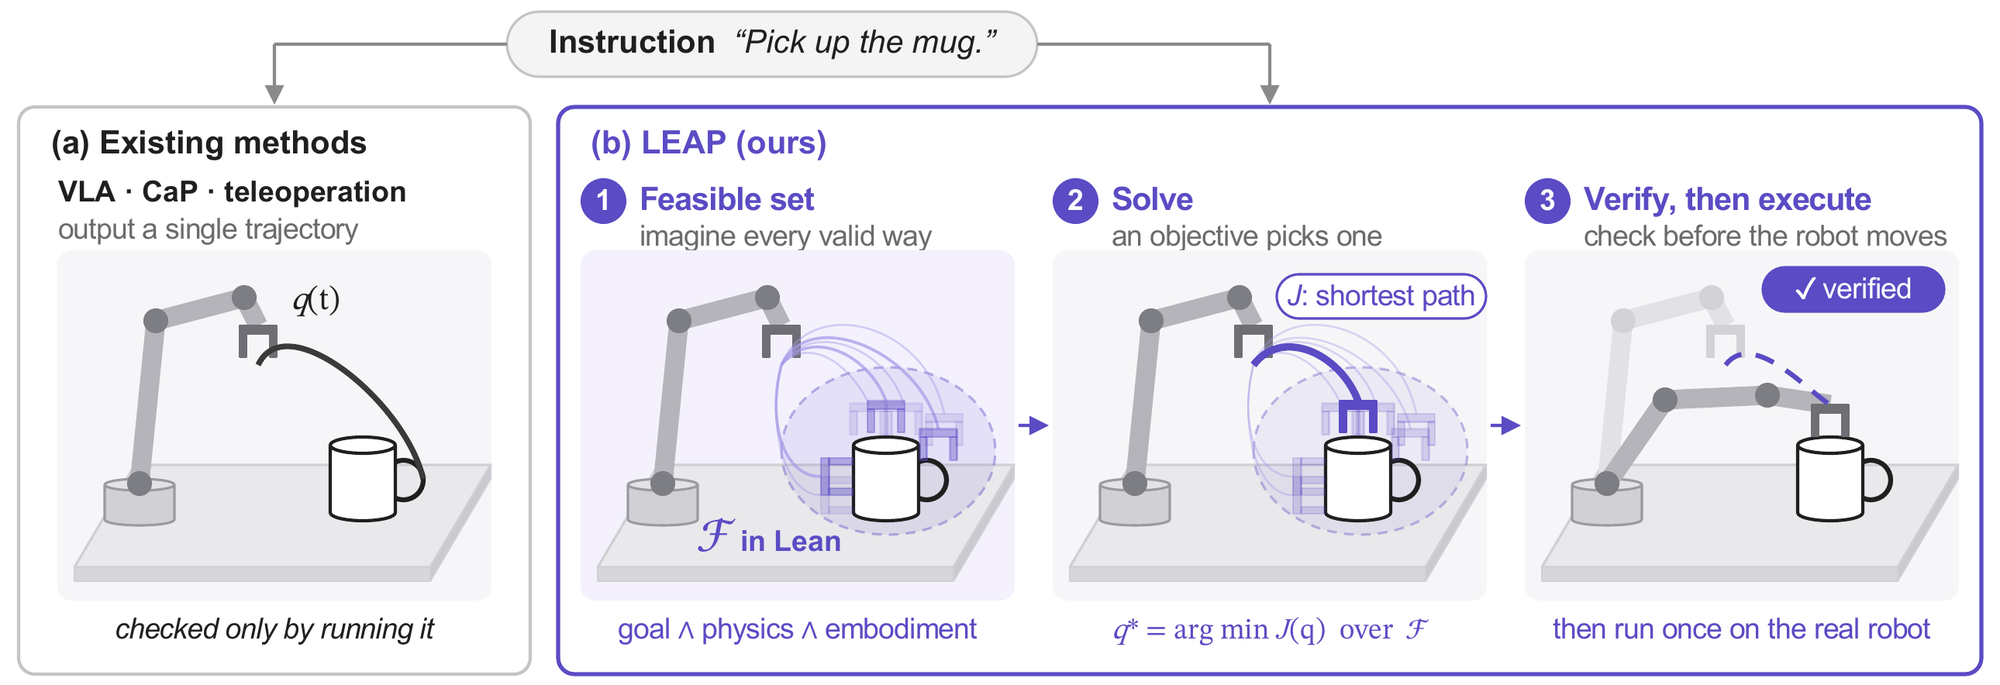 Instruction “Pick up the mug.”
(a) Existing methods
VLA · CaP · teleoperation
output a single trajectory
q(t)
checked only by running it
(b) LEAP (ours)
1 Feasible set
imagine every valid way
ℱ in Lean
goal ∧ physics ∧ embodiment
2 Solve
an objective picks one
J: shortest path
q* = arg min J(q) over ℱ
3 Verify, then execute
check before the robot moves
✓ verified
then run once on the real robot